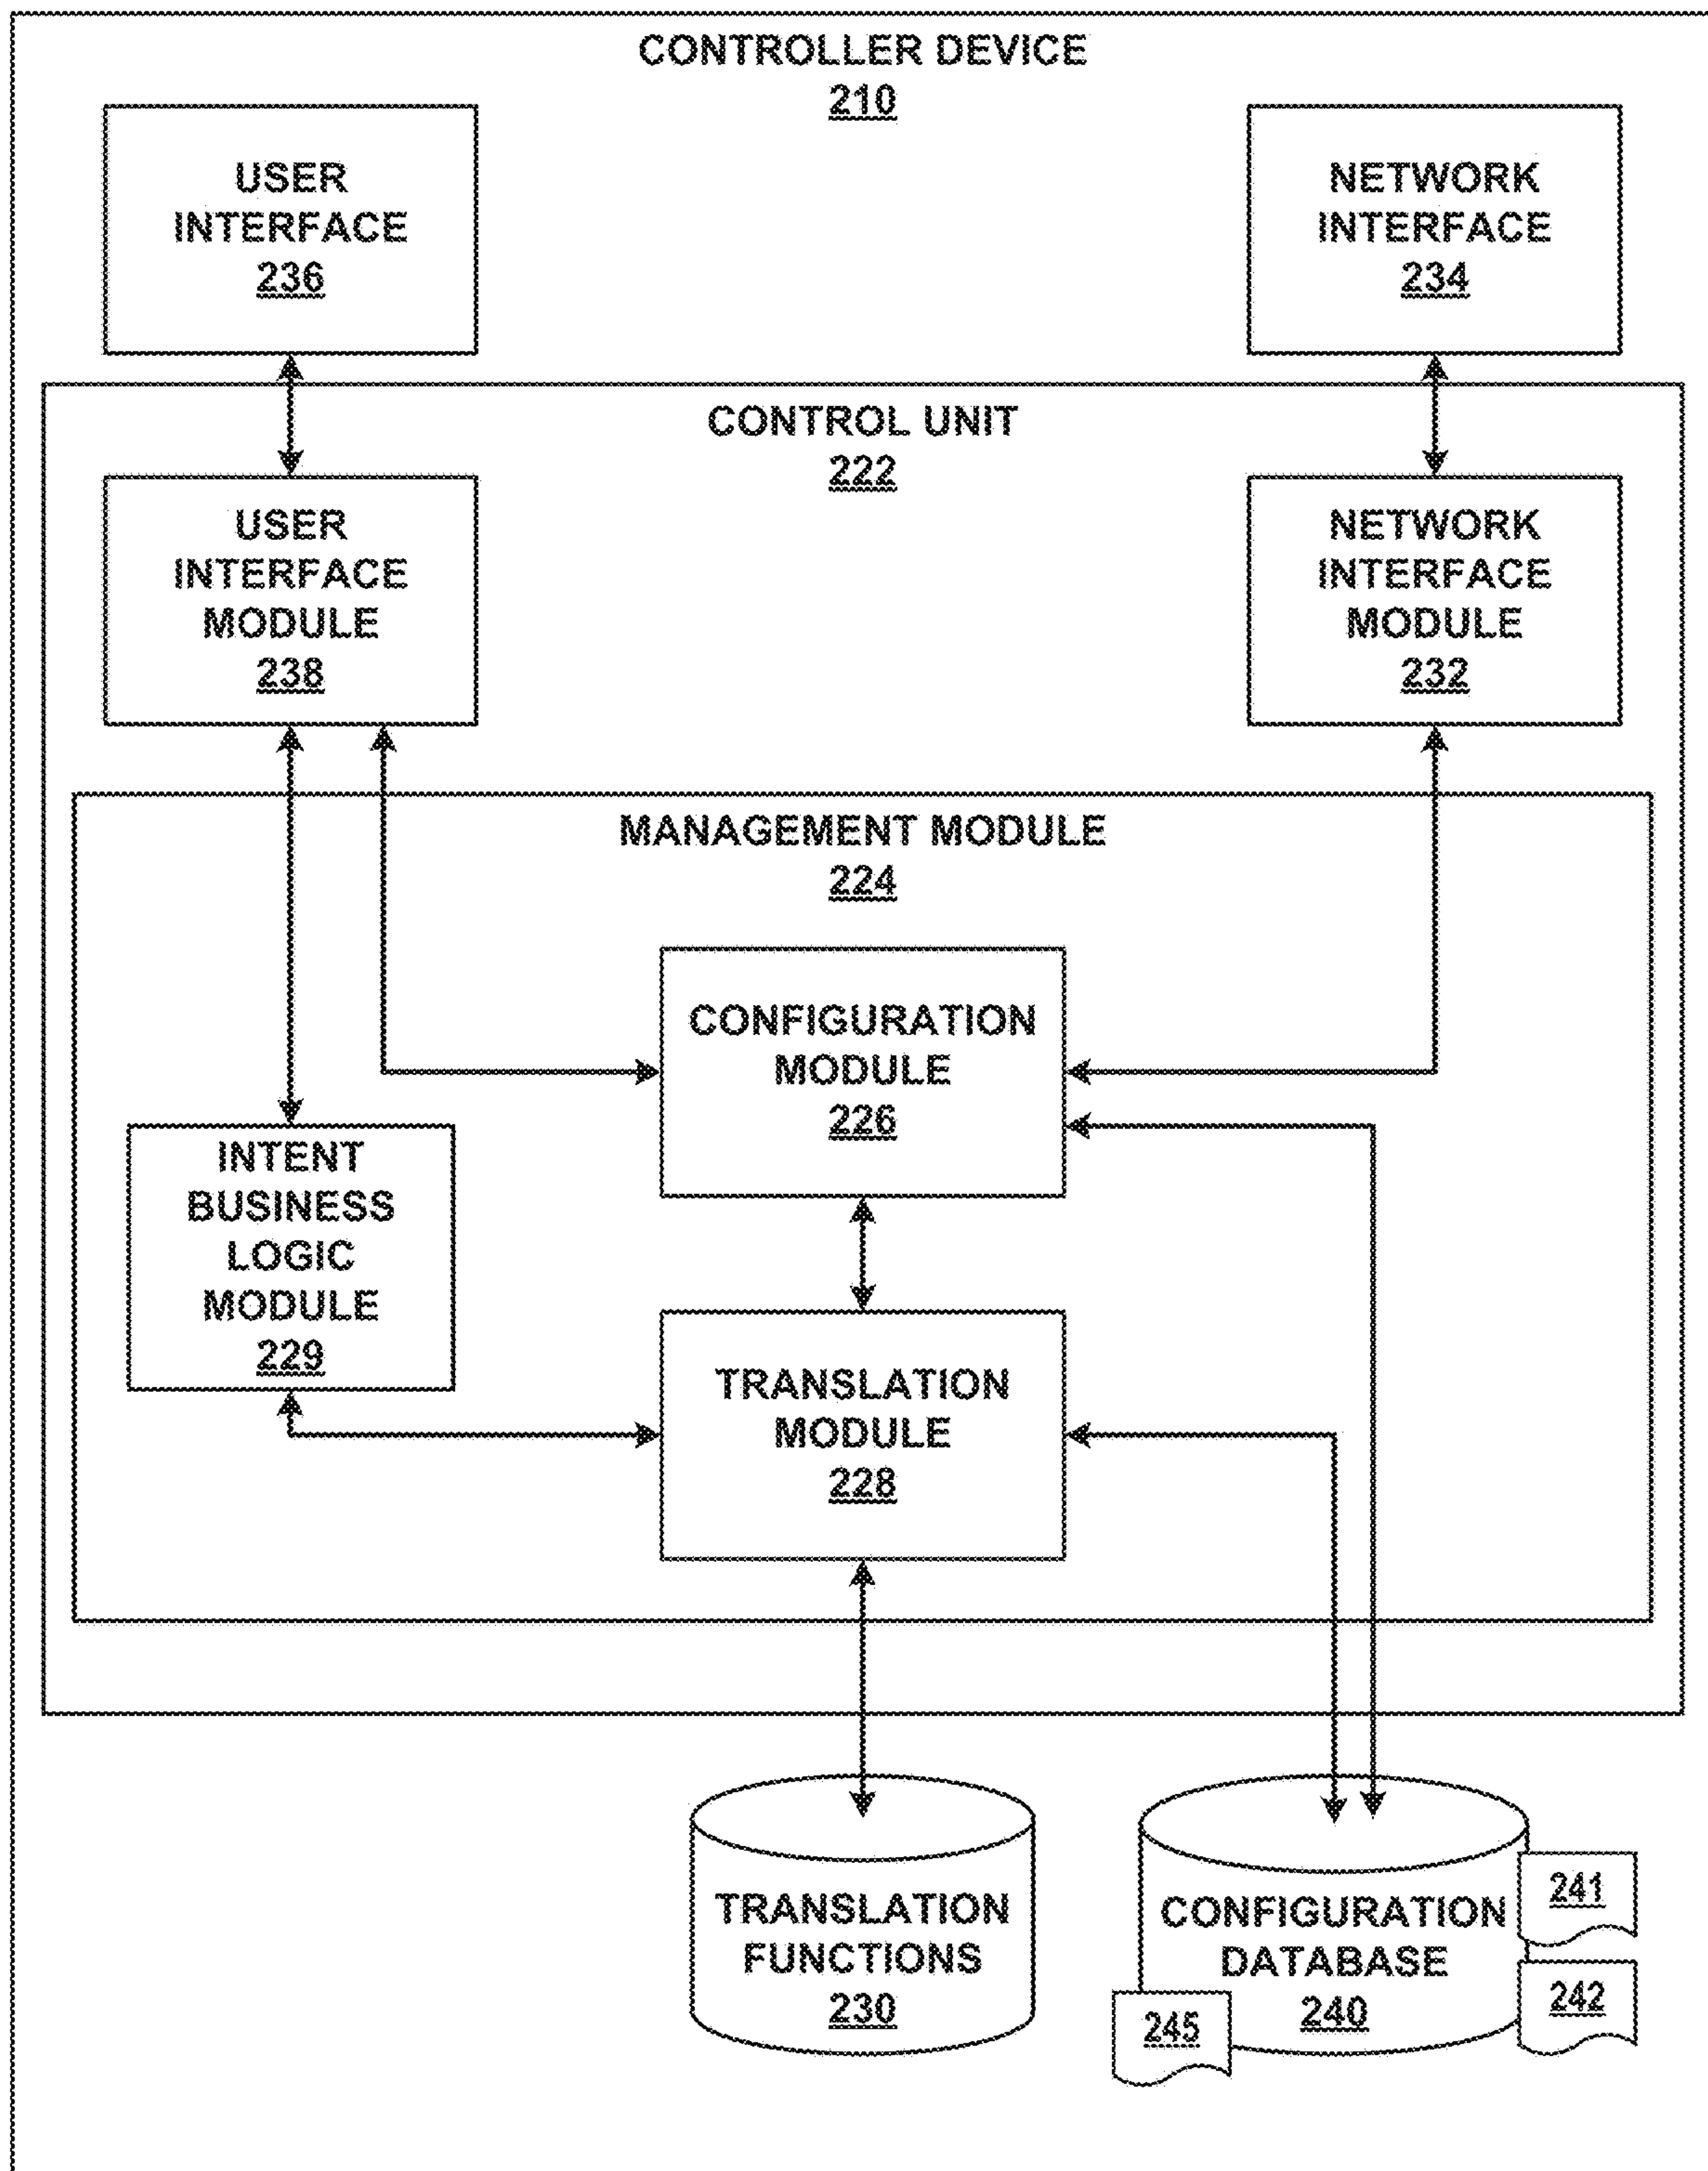 CONTROLLER DEVICE
210
USER
INTERFACE
236
NETWORK
INTERFACE
234
CONTROL UNIT
222
USER
INTERFACE
MODULE
238
NETWORK
INTERFACE
MODULE
232
MANAGEMENT MODULE
224
CONFIGURATION
MODULE
226
INTENT
BUSINESS
LOGIC
MODULE
229
TRANSLATION
MODULE
228
TRANSLATION
FUNCTIONS
230
CONFIGURATION
DATABASE
240
241
242
245